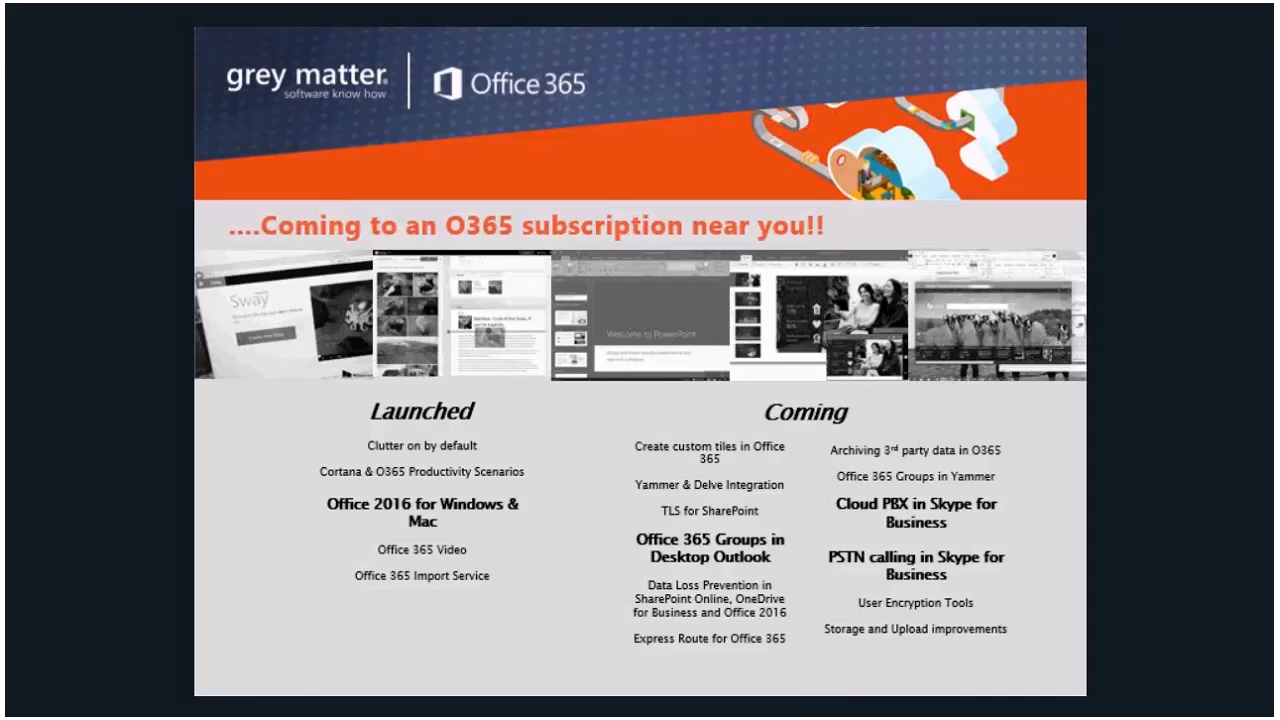 grey matter.
software know how
Office 365
....Coming to an O365 subscription near you!!
Sway
Welcome to PowerPoint
Launched
Clutter on by default
Cortana & O365 Productivity Scenarios
Office 2016 for Windows &
Mac
Office 365 Video
Office 365 Import Service
Coming
Create custom tiles in Office
365
Yammer & Delve Integration
TLS for SharePoint
Office 365 Groups in
Desktop Outlook
Data Loss Prevention in
SharePoint Online, OneDrive
for Business and Office 2016
Express Route for Office 365
Archiving 3rd party data in O365
Office 365 Groups in Yammer
Cloud PBX in Skype for
Business
PSTN calling in Skype for
Business
User Encryption Tools
Storage and Upload improvements